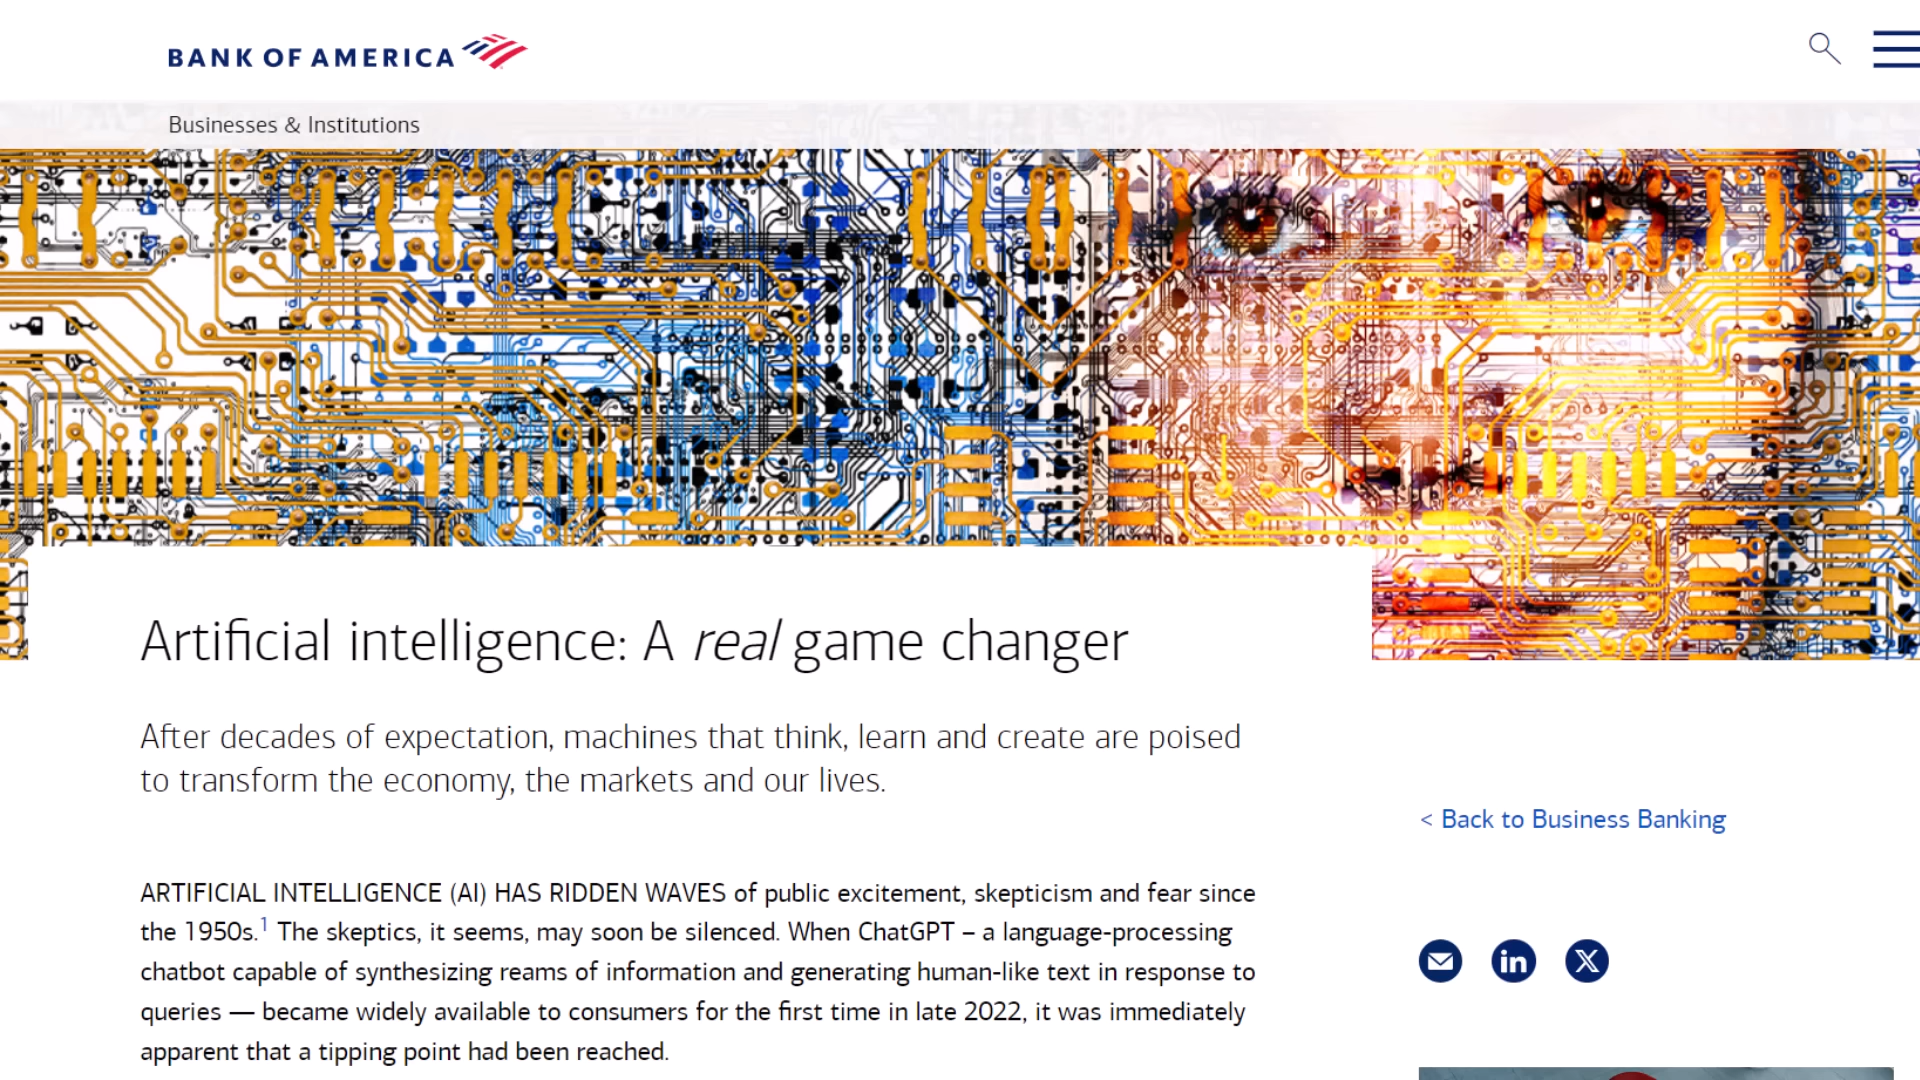 BANK OF AMERICA
Businesses & Institutions
Artificial intelligence: A real game changer
After decades of expectation, machines that think, learn and create are poised
to transform the economy, the markets and our lives.
< Back to Business Banking
ARTIFICIAL INTELLIGENCE (AI) HAS RIDDEN WAVES of public excitement, skepticism and fear since
the 1950s.1 The skeptics, it seems, may soon be silenced. When ChatGPT – a language-processing
chatbot capable of synthesizing reams of information and generating human-like text in response to
queries — became widely available to consumers for the first time in late 2022, it was immediately
apparent that a tipping point had been reached.